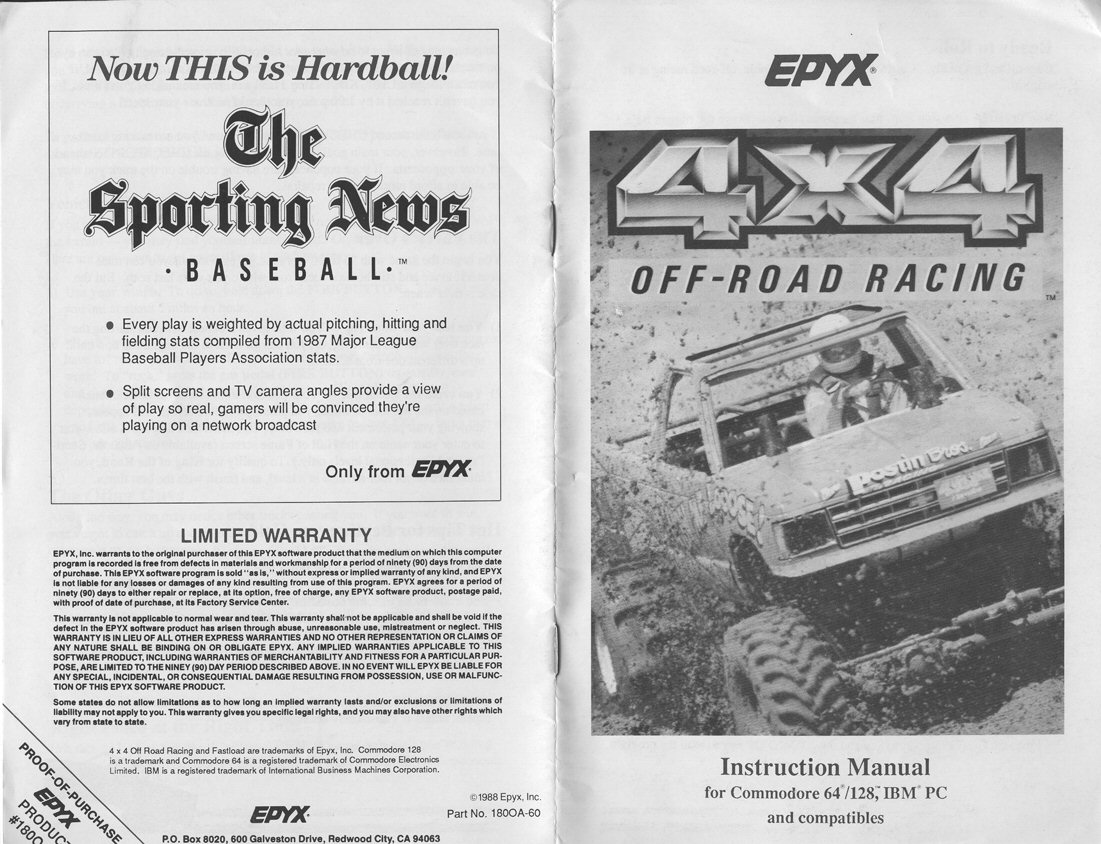 Now THIS is Hardball!
The
Sporting News
· BASEBALL · ™
● Every play is weighted by actual pitching, hitting and
fielding stats compiled from 1987 Major League
Baseball Players Association stats.
● Split screens and TV camera angles provide a view
of play so real, gamers will be convinced they're
playing on a network broadcast
Only from EPYX®
LIMITED WARRANTY
EPYX, Inc. warrants to the original purchaser of this EPYX software product that the medium on which this computer
program is recorded is free from defects in materials and workmanship for a period of ninety (90) days from the date
of purchase. This EPYX software program is sold "as is," without express or implied warranty of any kind, and EPYX
is not liable for any losses or damages of any kind resulting from use of this program. EPYX agrees for a period of
ninety (90) days to either repair or replace, at its option, free of charge, any EPYX software product, postage paid,
with proof of date of purchase, at its Factory Service Center.
This warranty is not applicable to normal wear and tear. This warranty shall not be applicable and shall be void if the
defect in the EPYX software product has arisen through abuse, unreasonable use, mistreatment or neglect. THIS
WARRANTY IS IN LIEU OF ALL OTHER EXPRESS WARRANTIES AND NO OTHER REPRESENTATION OR CLAIMS OF
ANY NATURE SHALL BE BINDING ON OR OBLIGATE EPYX. ANY IMPLIED WARRANTIES APPLICABLE TO THIS
SOFTWARE PRODUCT, INCLUDING WARRANTIES OF MERCHANTABILITY AND FITNESS FOR A PARTICULAR PUR-
POSE, ARE LIMITED TO THE NINEY (90) DAY PERIOD DESCRIBED ABOVE. IN NO EVENT WILL EPYX BE LIABLE FOR
ANY SPECIAL, INCIDENTAL, OR CONSEQUENTIAL DAMAGE RESULTING FROM POSSESSION, USE OR MALFUNC-
TION OF THIS EPYX SOFTWARE PRODUCT.
Some states do not allow limitations as to how long an implied warranty lasts and/or exclusions or limitations of
liability may not apply to you. This warranty gives you specific legal rights, and you may also have other rights which
vary from state to state.
4 x 4 Off Road Racing and Fastload are trademarks of Epyx, Inc. Commodore 128
is a trademark and Commodore 64 is a registered trademark of Commodore Electronics
Limited. IBM is a registered trademark of International Business Machines Corporation.
PROOF-OF-PURCHASE
EPYX
PRODUCT
#180O
©1988 Epyx, Inc.
EPYX®
Part No. 180OA-60
P.O. Box 8020, 600 Galveston Drive, Redwood City, CA 94063
EPYX®
4x4
OFF-ROAD RACING™
Postin Bros.
Instruction Manual
for Commodore 64®/128,™ IBM® PC
and compatibles